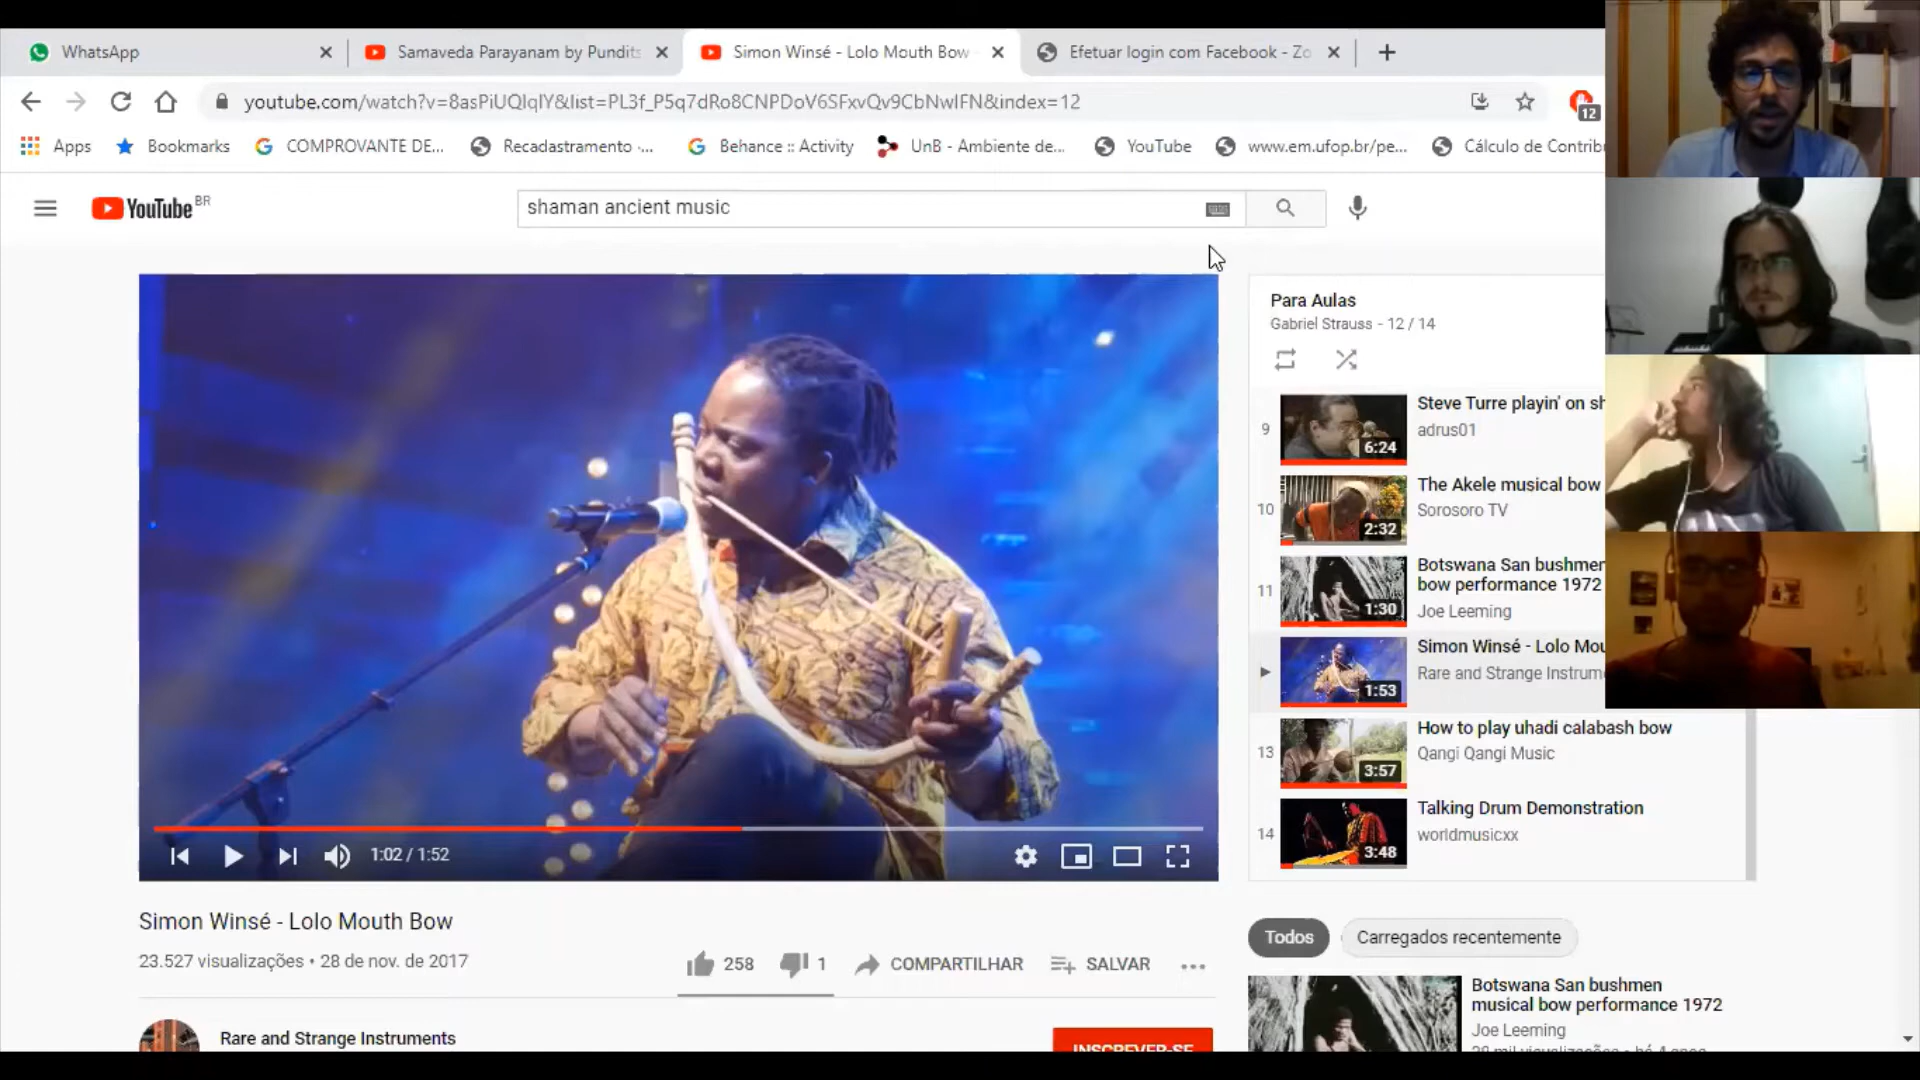 WhatsApp
Samaveda Parayanam by Pundits
Simon Winsé - Lolo Mouth Bow
Efetuar login com Facebook - Zo
youtube.com/watch?v=8asPiUQlqlY&list=PL3f_P5q7dRo8CNPDoV6SFxvQv9CbNwlFN&index=12
12
Apps
Bookmarks
COMPROVANTE DE...
Recadastramento -...
Behance :: Activity
UnB - Ambiente de...
YouTube
www.em.ufop.br/pe...
Cálculo de Contrib
YouTube BR
shaman ancient music
Para Aulas
Gabriel Strauss - 12 / 14
9
6:24
Steve Turre playin' on sh
adrus01
10
2:32
The Akele musical bow
Sorosoro TV
11
1:30
Botswana San bushmen
bow performance 1972
Joe Leeming
1:53
Simon Winsé - Lolo Mou
Rare and Strange Instrum
13
3:57
How to play uhadi calabash bow
Qangi Qangi Music
14
3:48
Talking Drum Demonstration
worldmusicxx
1:02 / 1:52
Simon Winsé - Lolo Mouth Bow
23.527 visualizações • 28 de nov. de 2017
258
1
COMPARTILHAR
SALVAR
Rare and Strange Instruments
INSCREVER-SE
Todos
Carregados recentemente
Botswana San bushmen
musical bow performance 1972
Joe Leeming